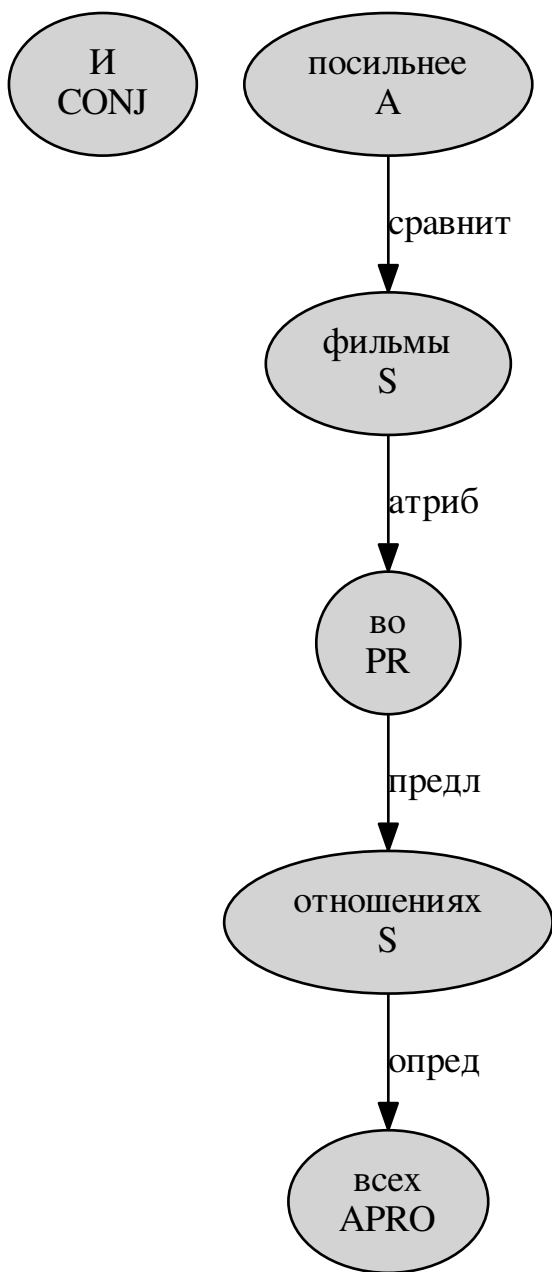 И
CONJ
посильнее
A
сравнит
фильмы
S
атриб
во
PR
предл
отношениях
S
опред
всех
APRO